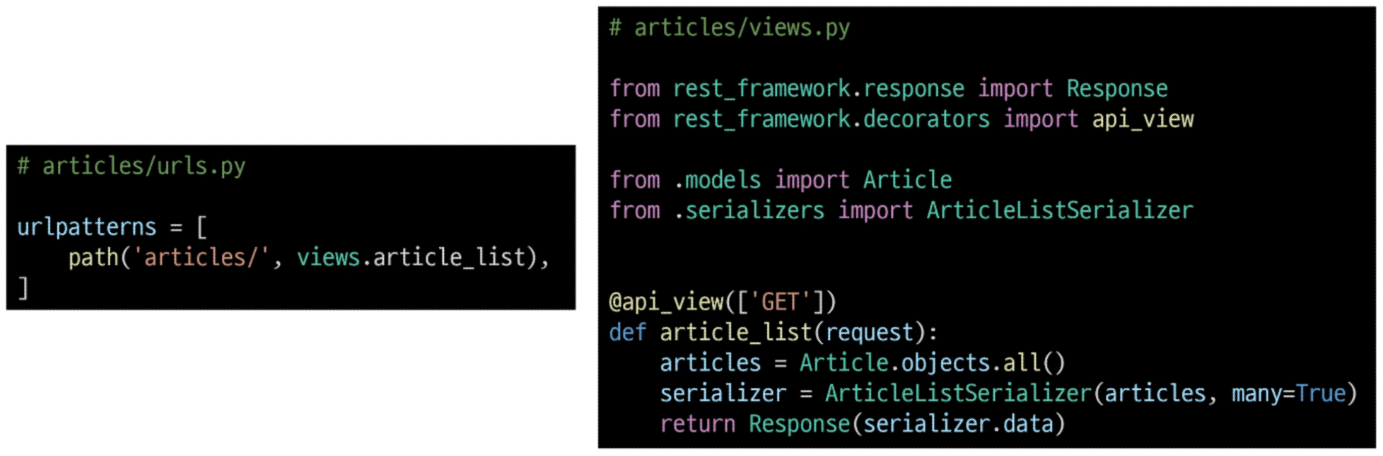 # articles/urls.py
urlpatterns = [
    path('articles/', views.article_list),
]
# articles/views.py
from rest_framework.response import Response
from rest_framework.decorators import api_view
from .models import Article
from .serializers import ArticleListSerializer
@api_view(['GET'])
def article_list(request):
    articles = Article.objects.all()
    serializer = ArticleListSerializer(articles, many=True)
    return Response(serializer.data)